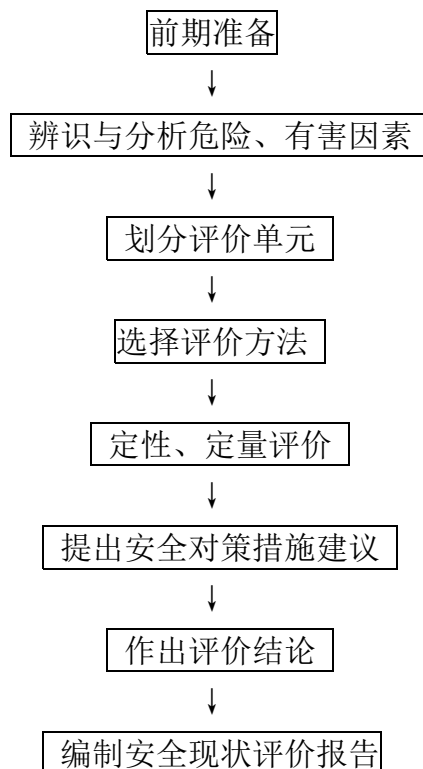 前期准备
辨识与分析危险、有害因素
划分评价单元
选择评价方法
定性、定量评价
提出安全对策措施建议
作出评价结论
编制安全现状评价报告